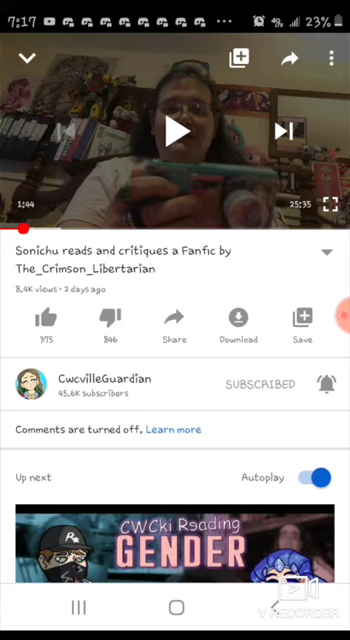 7:17
4G
23%
1:44
25:35
Sonichu reads and critiques a Fanfic by
The_Crimson_Libertarian
8.4K views • 2 days ago
375
846
Share
Download
Save
CwcvilleGuardian
45.6K subscribers
SUBSCRIBED
Comments are turned off. Learn more
Up next
Autoplay
CWCki Reading
GENDER
V RECORDER